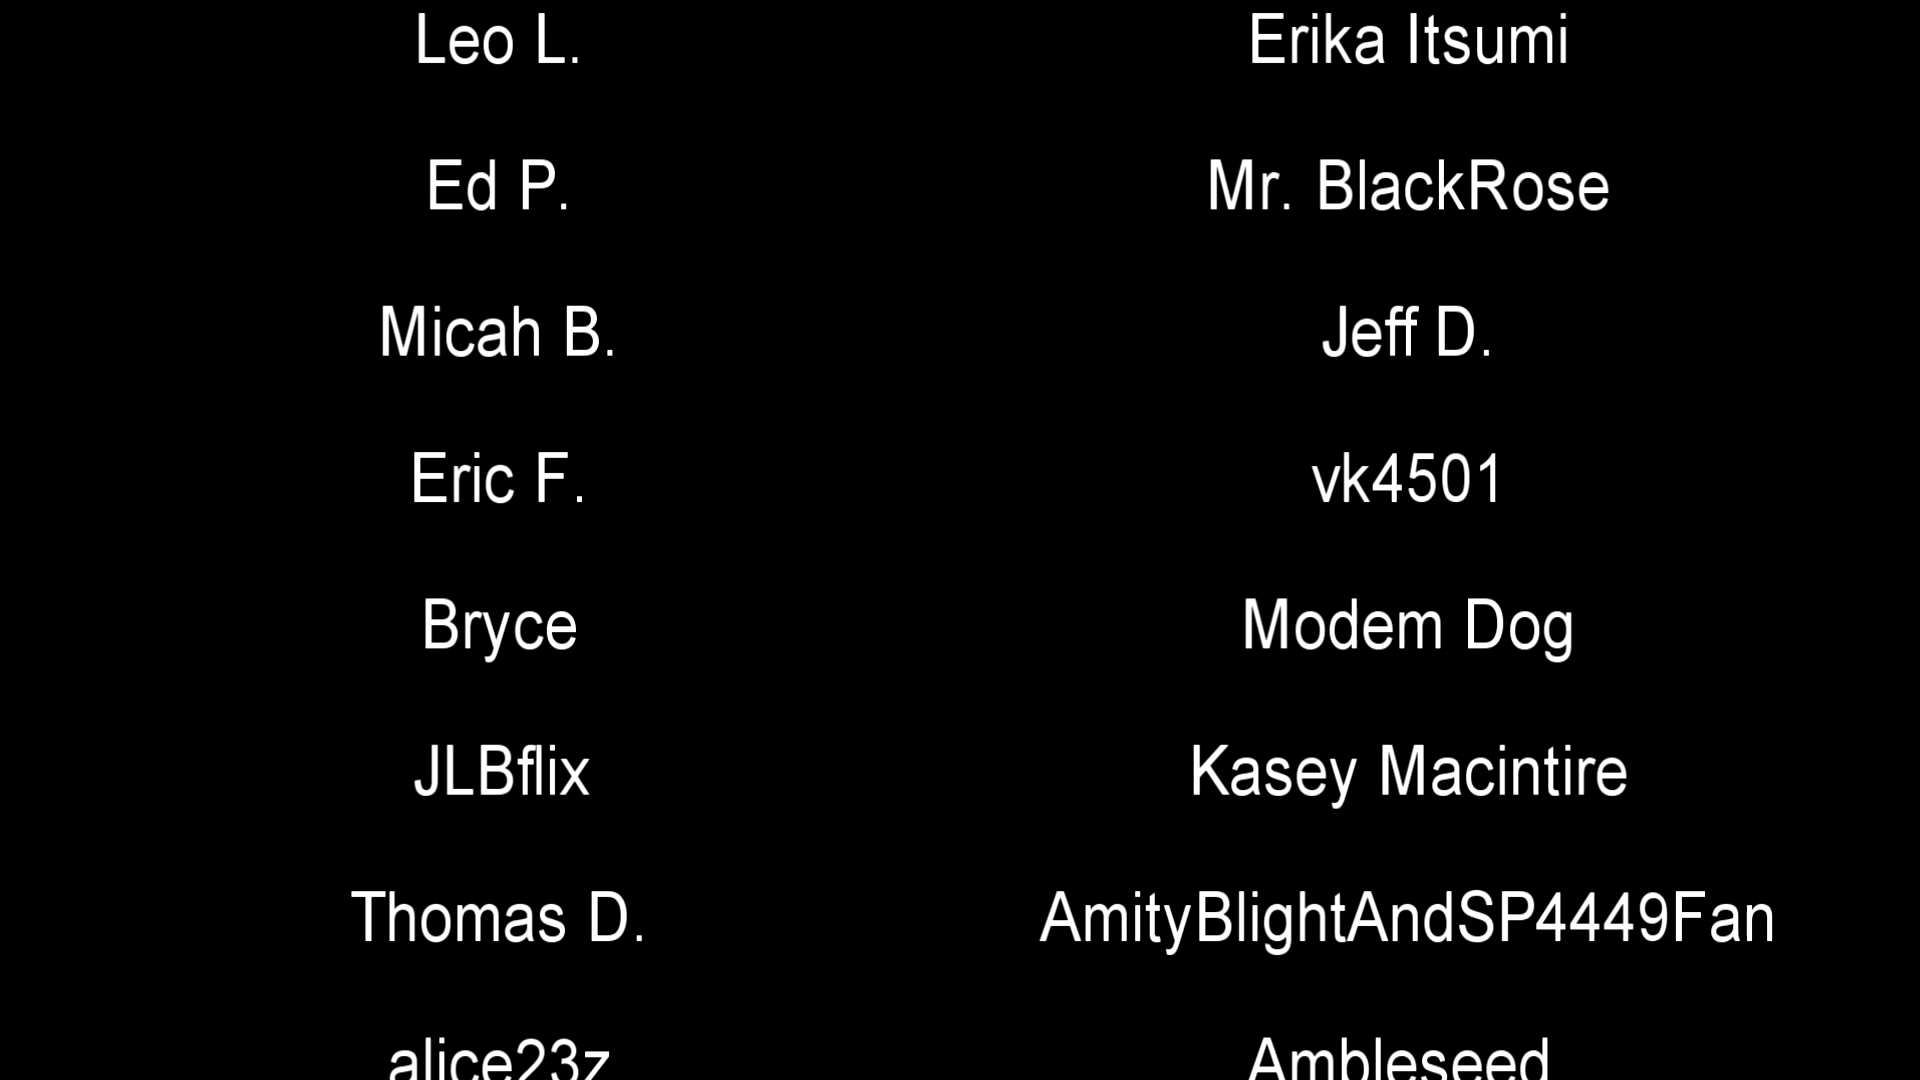 Leo L. Erika Itsumi
Ed P. Mr. BlackRose
Micah B. Jeff D.
Eric F. vk4501
Bryce Modem Dog
JLBflix Kasey Macintire
Thomas D. AmityBlightAndSP4449Fan
alice23z Ambleseed